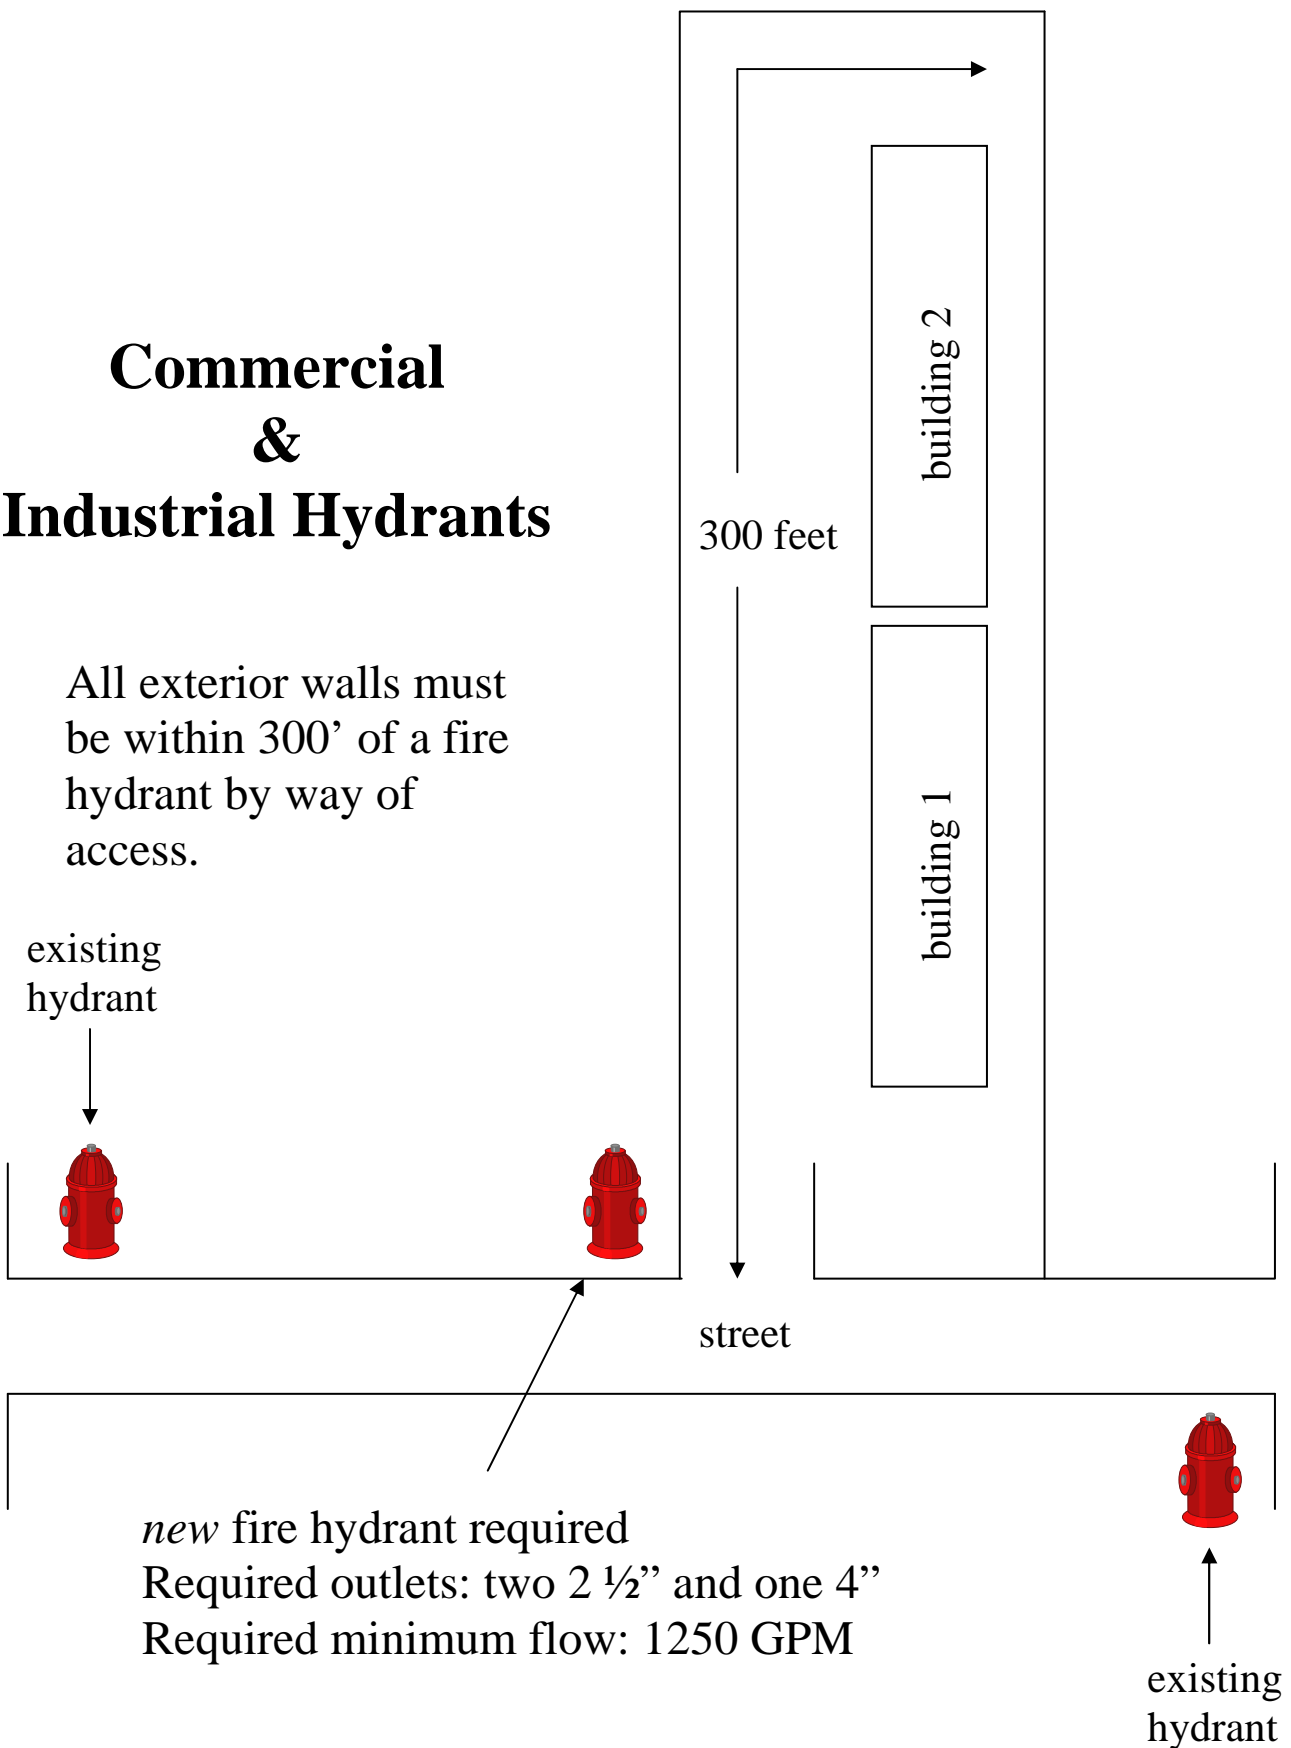 Commercial
&
Industrial Hydrants
building 2
300 feet
All exterior walls must
be within 300’ of a fire
hydrant by way of
access.
building 1
existing
hydrant
street
new fire hydrant required
Required outlets: two 2 ½” and one 4”
Required minimum flow: 1250 GPM
existing
hydrant